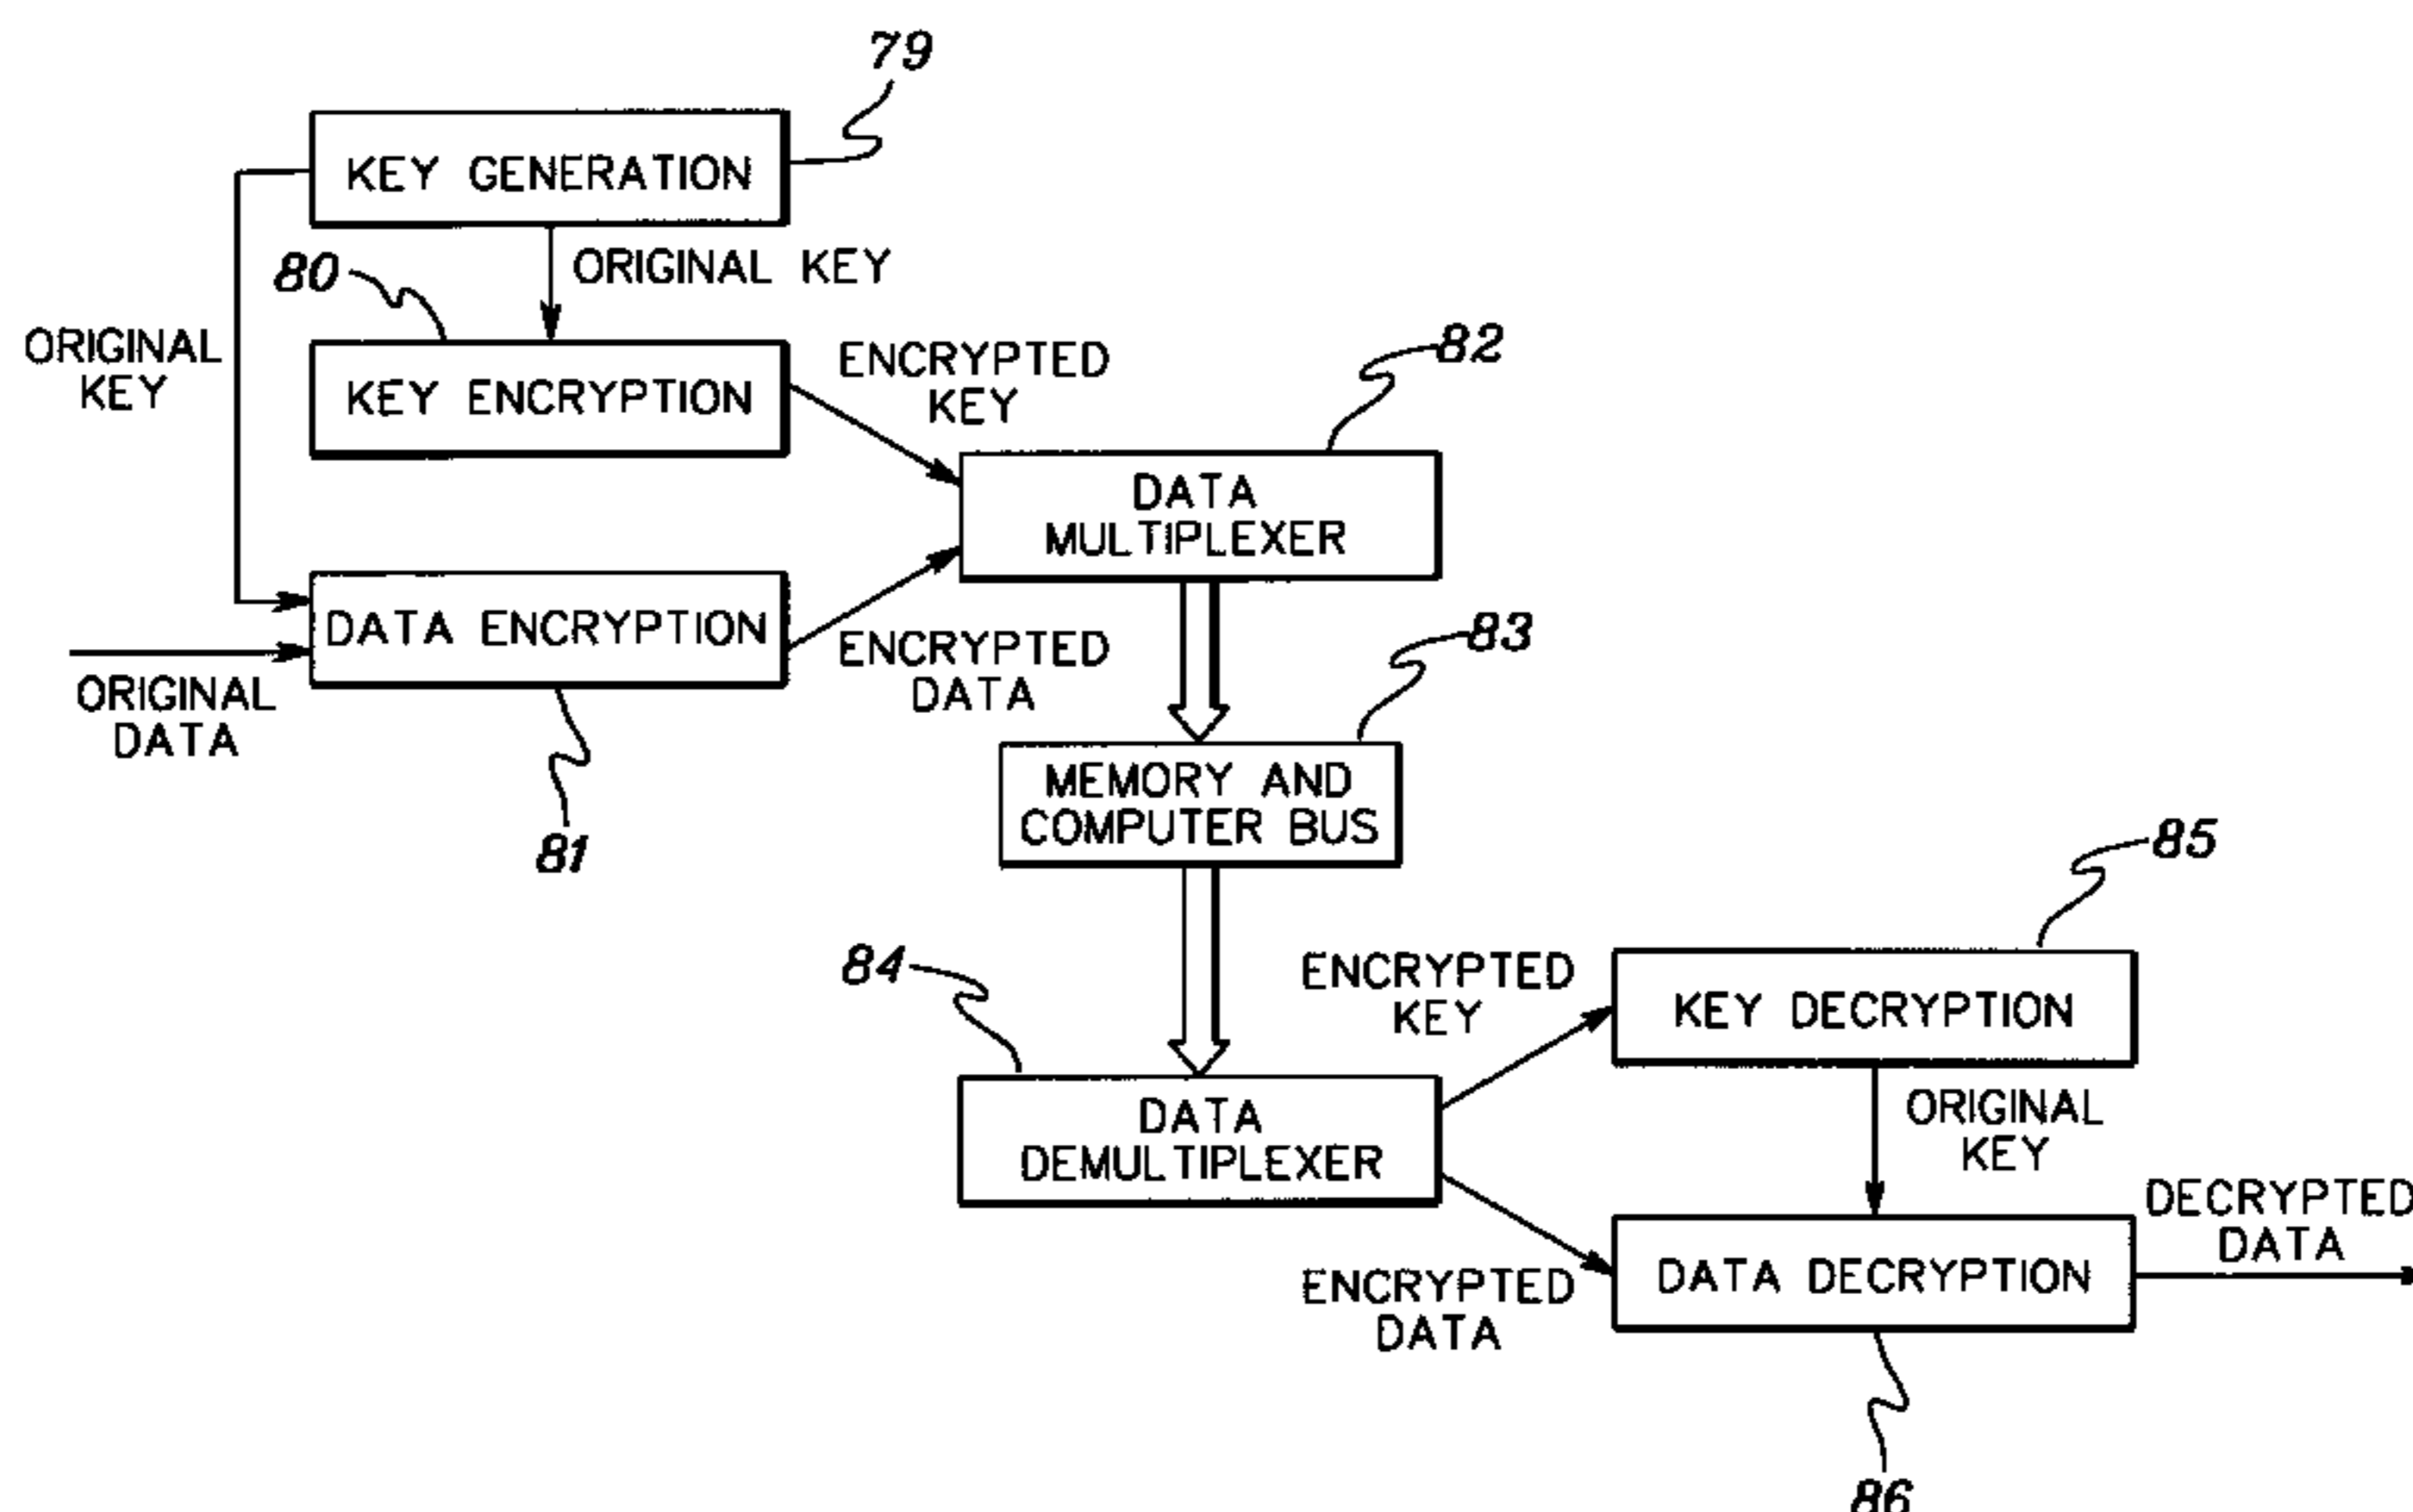 79
KEY GENERATION
80
ORIGINAL KEY
ORIGINAL
KEY
KEY ENCRYPTION
ENCRYPTED
KEY
82
DATA
MULTIPLEXER
DATA ENCRYPTION
ORIGINAL
DATA
ENCRYPTED
DATA
81
83
MEMORY AND
COMPUTER BUS
84
DATA
DEMULTIPLEXER
ENCRYPTED
KEY
85
KEY DECRYPTION
ORIGINAL
KEY
ENCRYPTED
DATA
DATA DECRYPTION
DECRYPTED
DATA
86